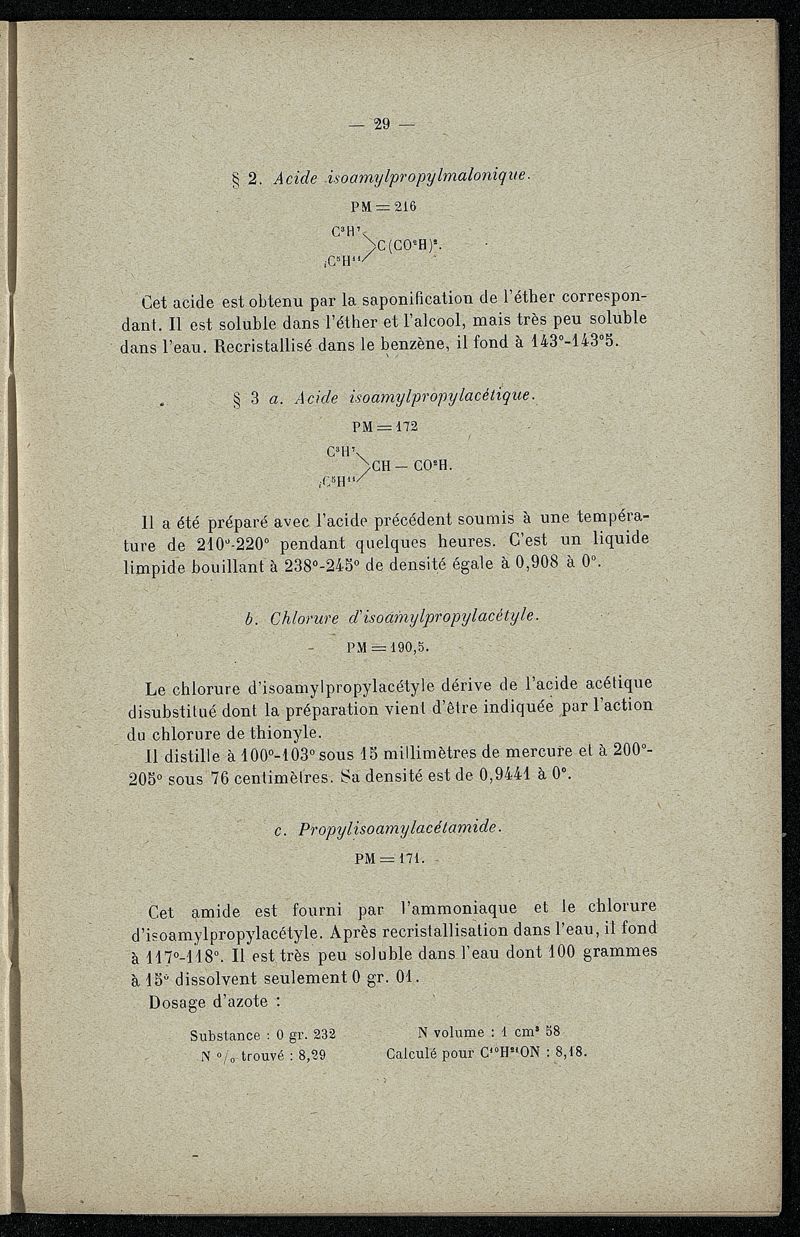 — 29 —
§ 2. Acide isoamylpropylmalonique.
PM = 216
C³H⁷
>C(CO²H)².
iC⁵H¹¹
Cet acide est obtenu par la saponification de l'éther correspon-
dant. Il est soluble dans l'éther et l'alcool, mais très peu soluble
dans l'eau. Recristallisé dans le benzène, il fond à 143°-143°5.
§ 3 a. Acide isoamylpropylacétique.
PM = 172
C³H⁷
>CH — CO²H.
iC⁵H¹¹
Il a été préparé avec l'acide précédent soumis à une tempéra-
ture de 210°-220° pendant quelques heures. C'est un liquide
limpide bouillant à 238°-245° de densité égale à 0,908 à 0°.
b. Chlorure d'isoamylpropylacétyle.
PM = 190,5.
Le chlorure d'isoamylpropylacétyle dérive de l'acide acétique
disubstitué dont la préparation vient d'être indiquée par l'action
du chlorure de thionyle.
Il distille à 100°-103° sous 15 millimètres de mercure et à 200°-
205° sous 76 centimètres. Sa densité est de 0,9441 à 0°.
c. Propylisoamylacétamide.
PM = 171.
Cet amide est fourni par l'ammoniaque et le chlorure
d'isoamylpropylacétyle. Après recristallisation dans l'eau, il fond
à 117°-118°. Il est très peu soluble dans l'eau dont 100 grammes
à 15° dissolvent seulement 0 gr. 01.
Dosage d'azote :
Substance : 0 gr. 232 N volume : 1 cm³ 58
N °/₀ trouvé : 8,29 Calculé pour C¹⁰H²¹ON : 8,18.